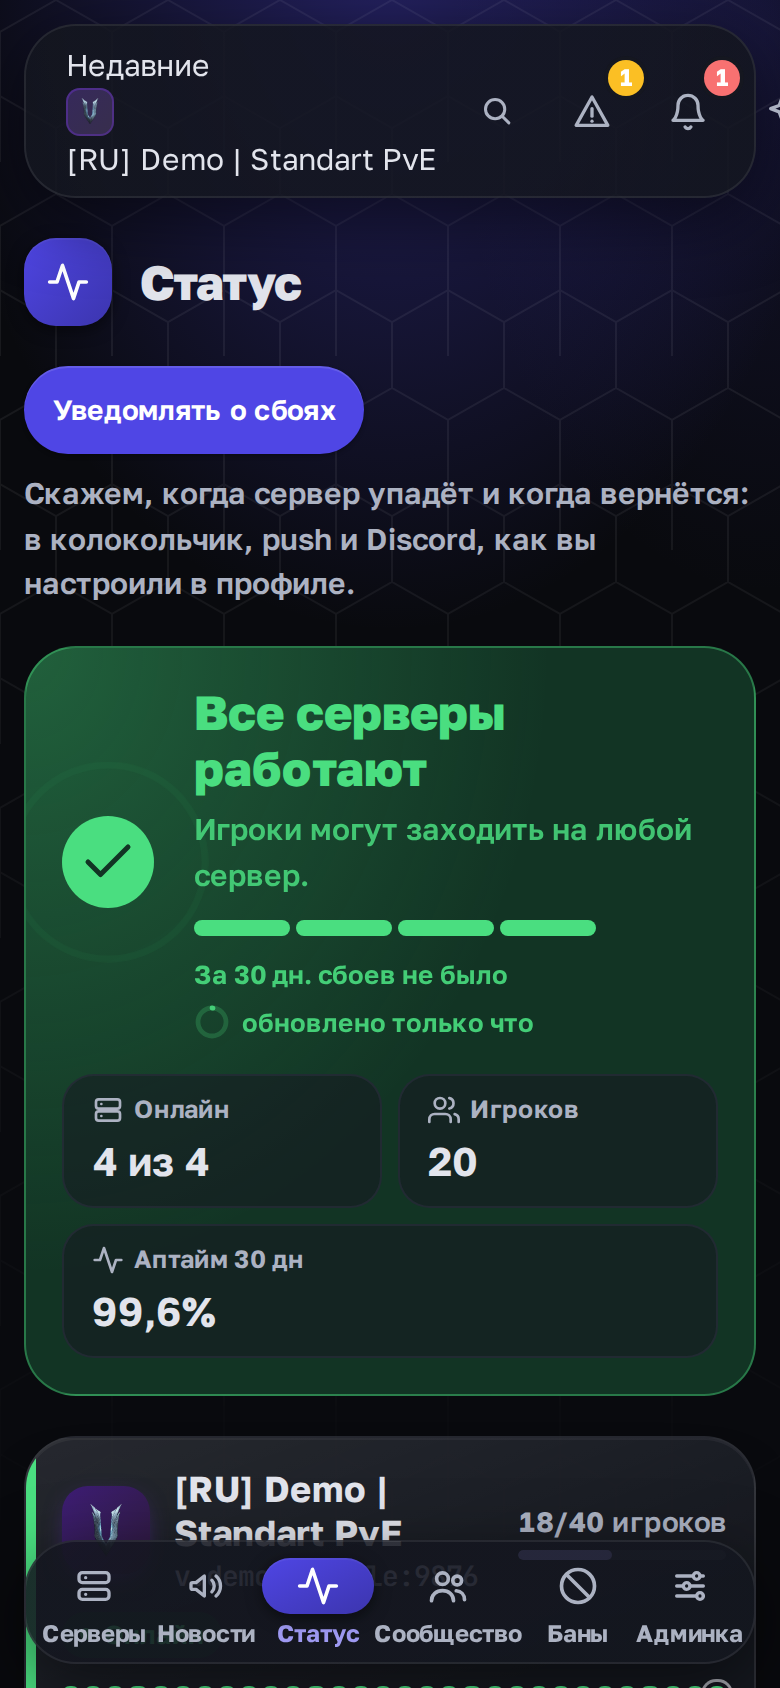 Недавние
[RU] Demo | Standart PvE
1
1
Статус
Уведомлять о сбоях
Скажем, когда сервер упадёт и когда вернётся:
в колокольчик, push и Discord, как вы
настроили в профиле.
Все серверы
работают
Игроки могут заходить на любой
сервер.
За 30 дн. сбоев не было
обновлено только что
Онлайн
4 из 4
Игроков
20
Аптайм 30 дн
99,6%
[RU] Demo |
Standart PvE
18/40 игроков
Серверы
Новости
Статус
Сообщество
Баны
Админка